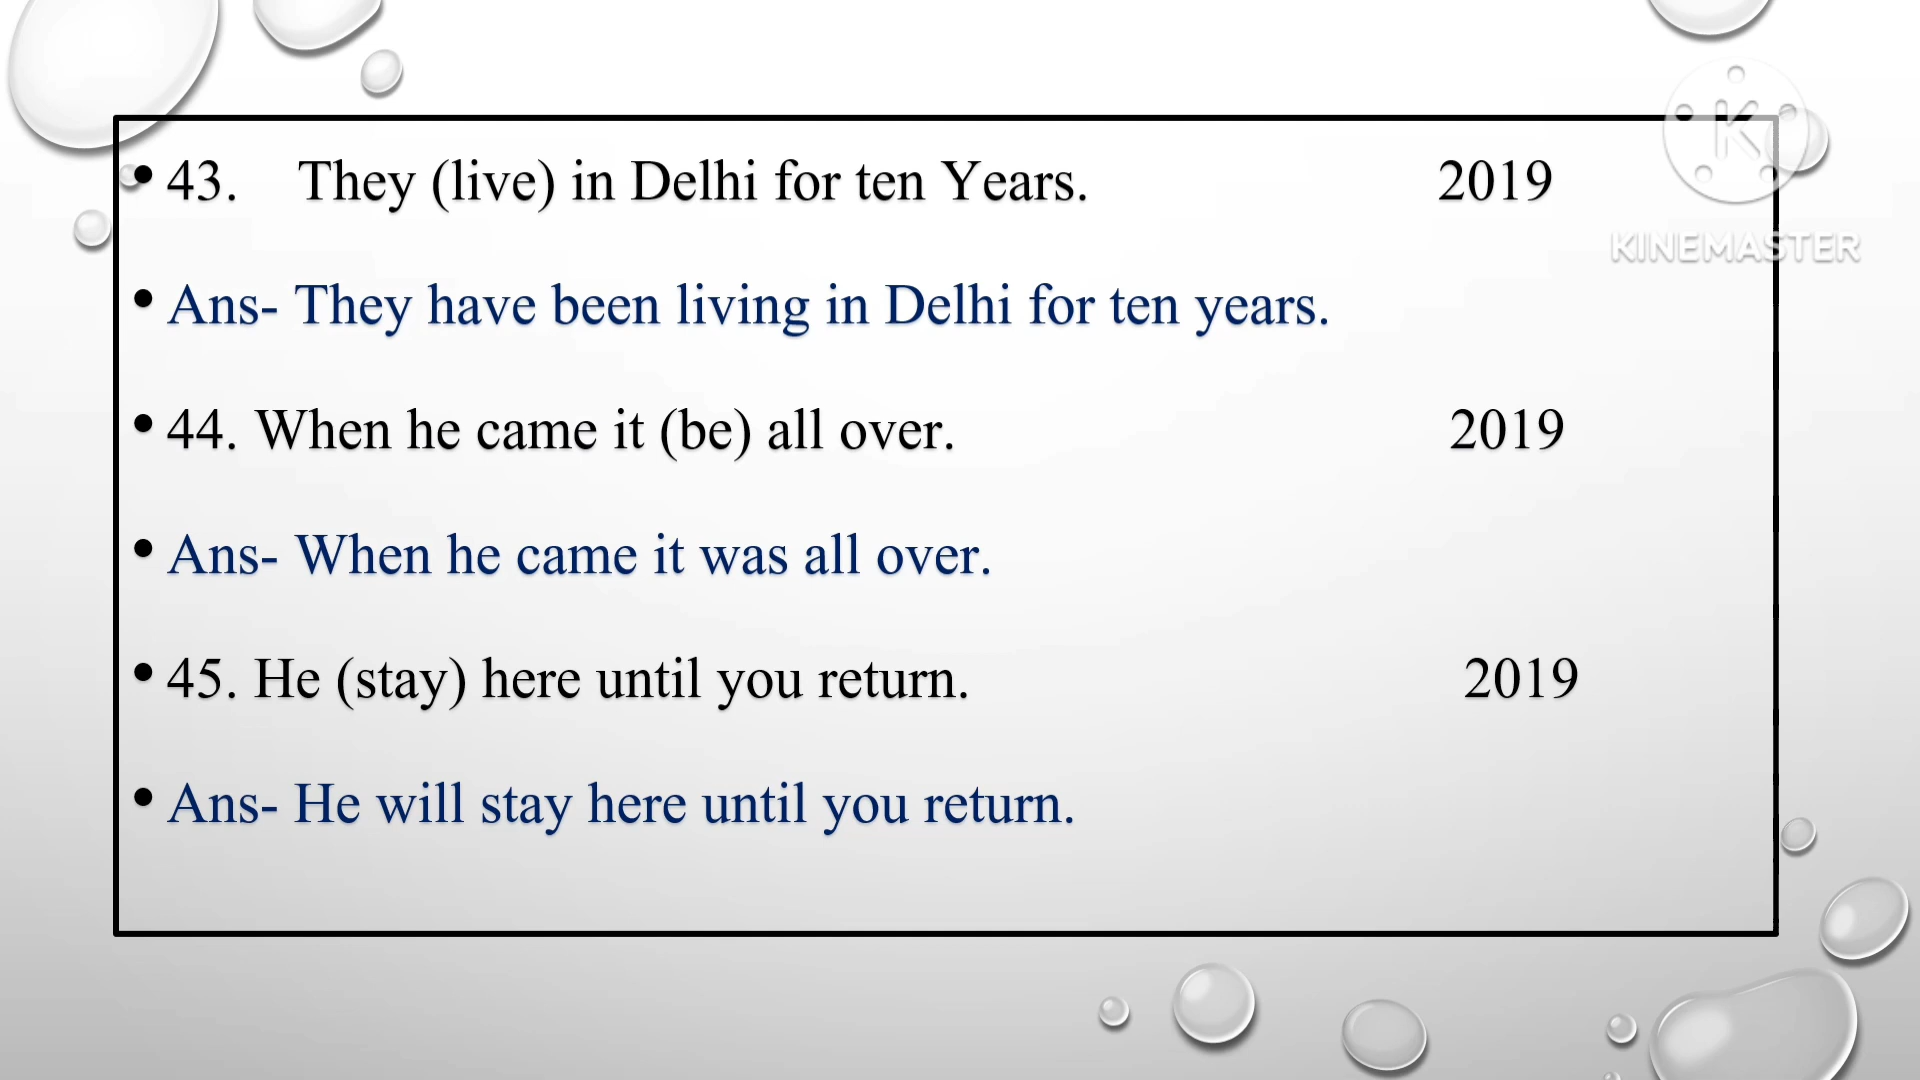 • 43. They (live) in Delhi for ten Years. 2019
• Ans- They have been living in Delhi for ten years.
• 44. When he came it (be) all over. 2019
• Ans- When he came it was all over.
• 45. He (stay) here until you return. 2019
• Ans- He will stay here until you return.
K
KINEMASTER